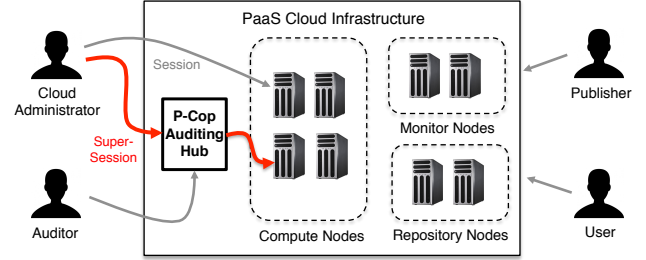 PaaS Cloud Infrastructure
Session
Cloud
Administrator
P-Cop
Auditing
Hub
Super-
Session
Auditor
Compute Nodes
Monitor Nodes
Repository Nodes
Publisher
User